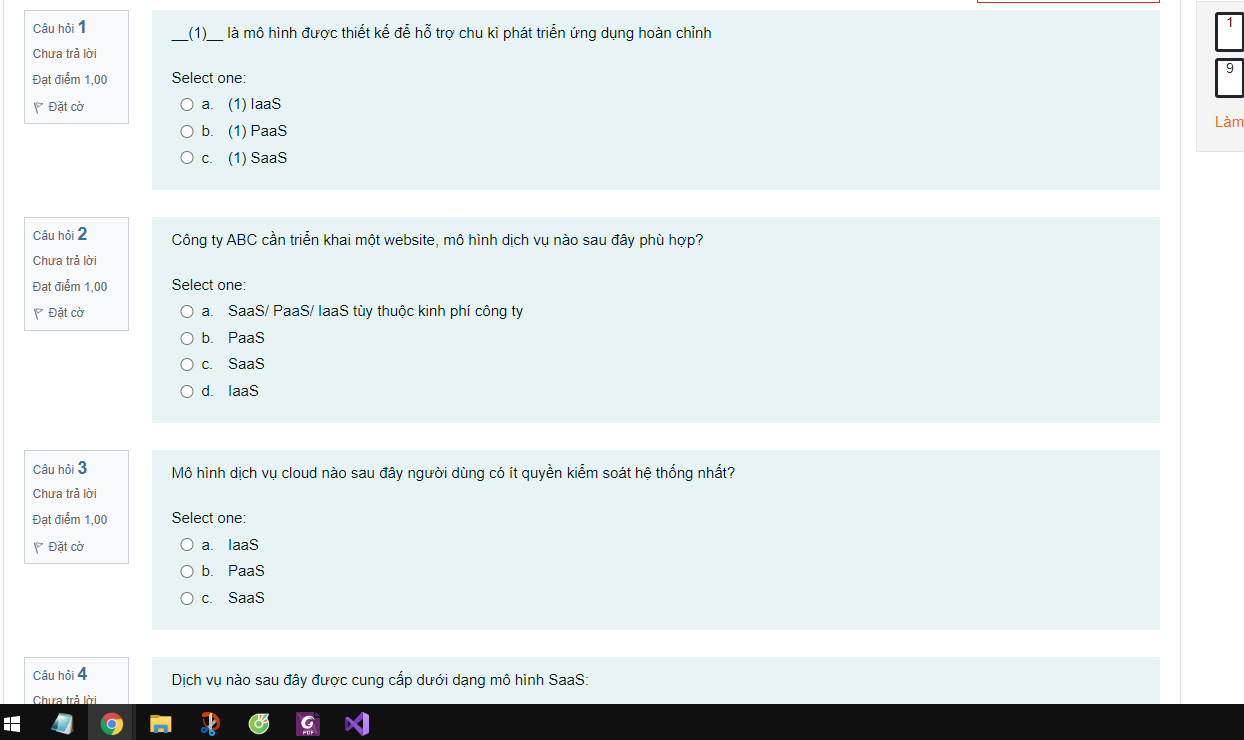 Câu hỏi 1
Chưa trả lời
Đạt điểm 1,00
Đặt cờ
__(1)__ là mô hình được thiết kế để hỗ trợ chu kì phát triển ứng dụng hoàn chỉnh
Select one:
a. (1) IaaS
b. (1) PaaS
c. (1) SaaS
Câu hỏi 2
Chưa trả lời
Đạt điểm 1,00
Đặt cờ
Công ty ABC cần triển khai một website, mô hình dịch vụ nào sau đây phù hợp?
Select one:
a. SaaS/ PaaS/ IaaS tùy thuộc kinh phí công ty
b. PaaS
c. SaaS
d. IaaS
Câu hỏi 3
Chưa trả lời
Đạt điểm 1,00
Đặt cờ
Mô hình dịch vụ cloud nào sau đây người dùng có ít quyền kiểm soát hệ thống nhất?
Select one:
a. IaaS
b. PaaS
c. SaaS
Câu hỏi 4
Chưa trả lời
Dịch vụ nào sau đây được cung cấp dưới dạng mô hình SaaS:
1
9
Làm
G
PDF